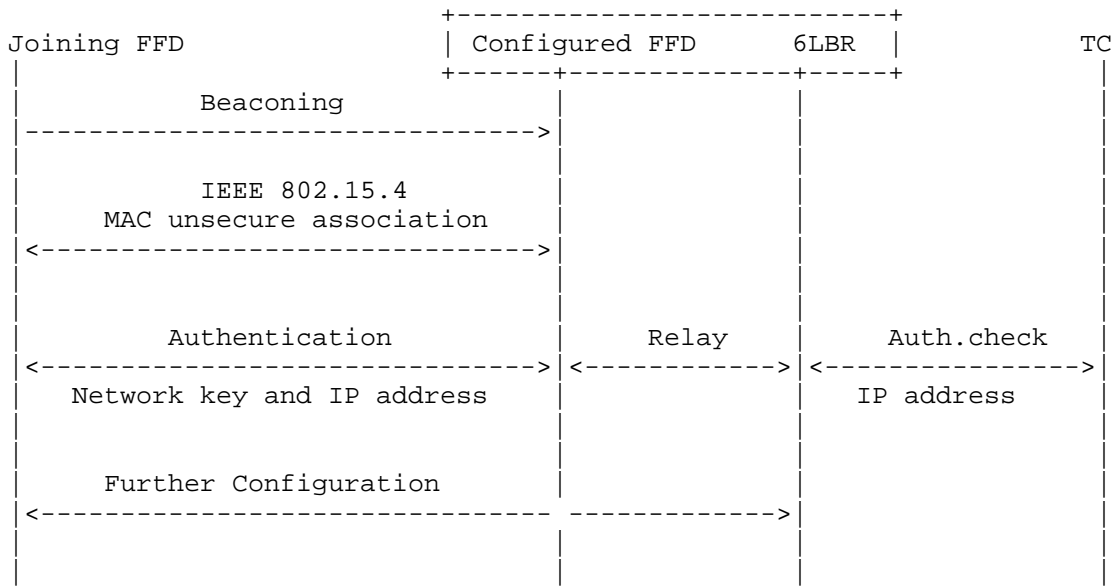 Joining FFD Configured FFD 6LBR TC
Beaconing
IEEE 802.15.4
MAC unsecure association
Authentication Relay Auth.check
Network key and IP address IP address
Further Configuration